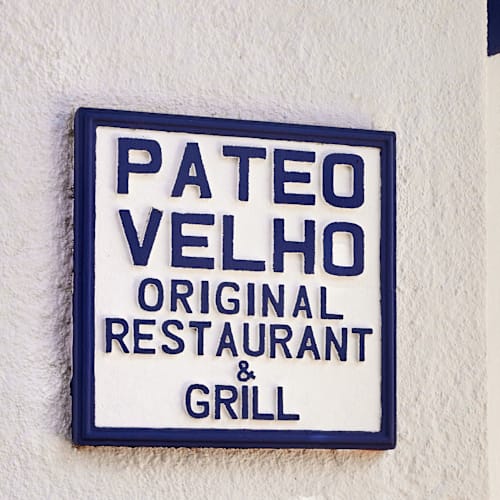 PATEO
VELHO
ORIGINAL
RESTAURANT
&
GRILL